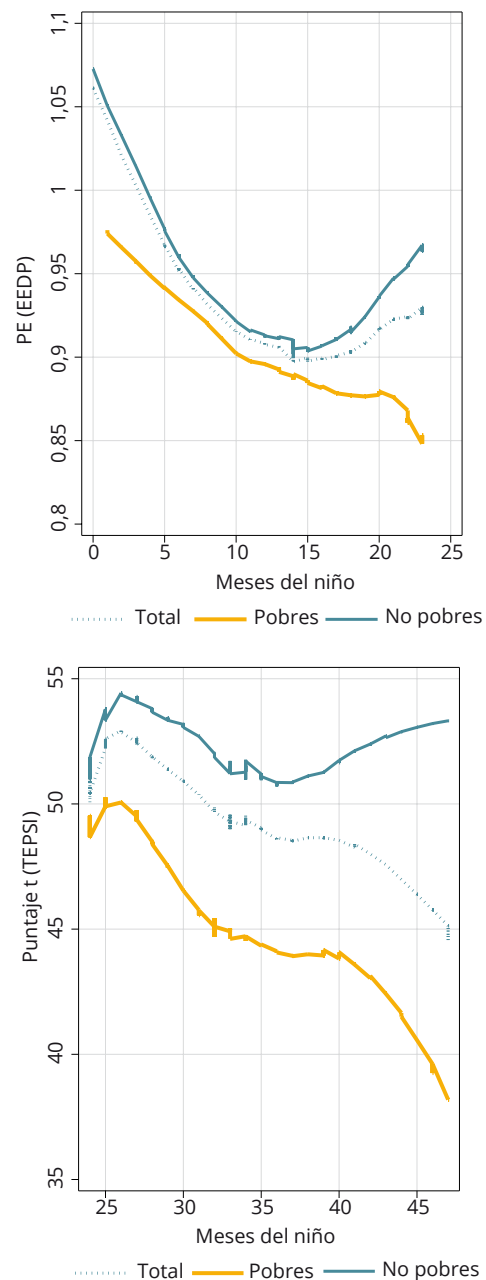 1,1
1,05
1
0,95
0,9
0,85
0,8
PE (EEDP)
0 5 10 15 20 25
Meses del niño
Total Pobres No pobres
55
50
45
40
35
Puntaje t (TEPSI)
25 30 35 40 45
Meses del niño
Total Pobres No pobres